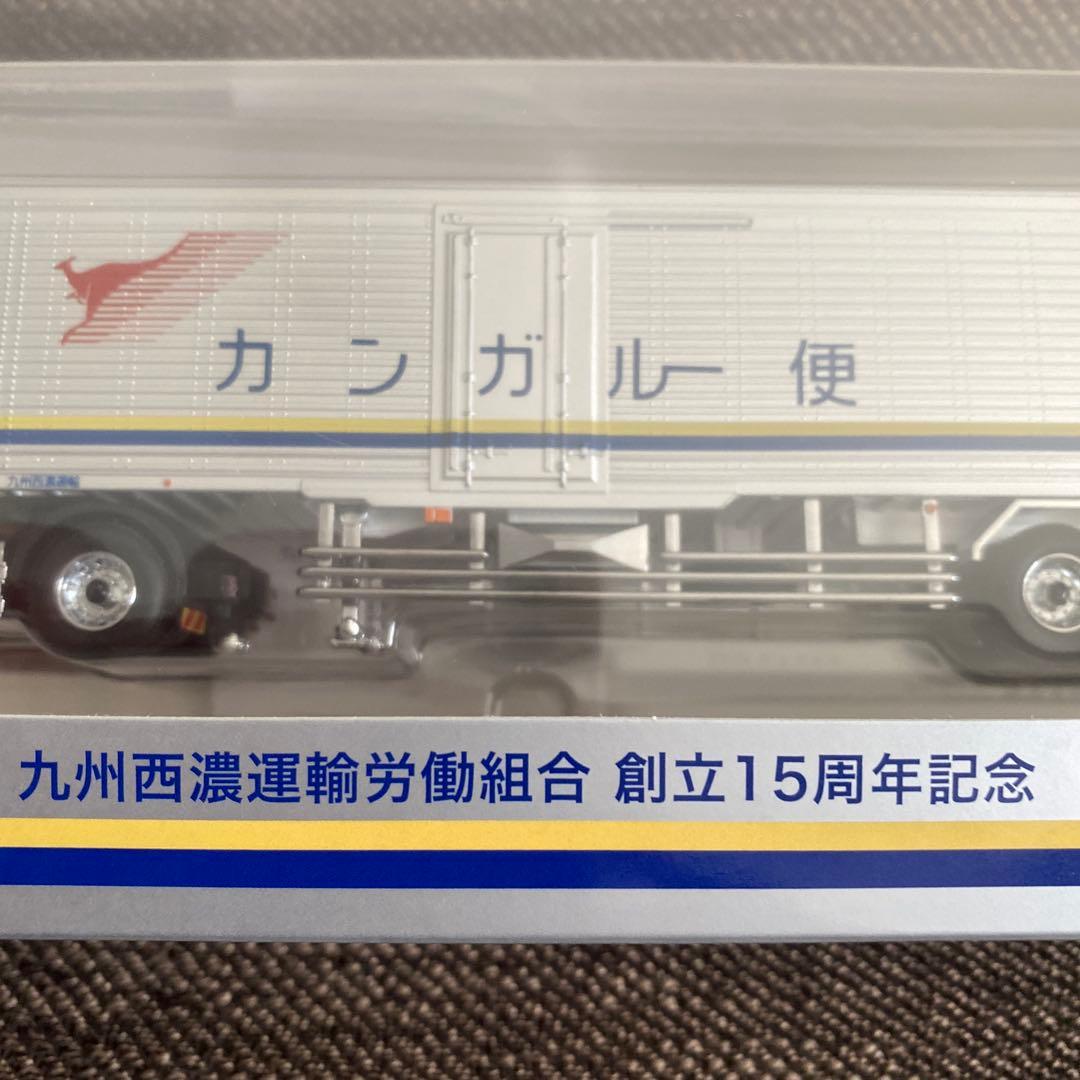 カンガルー便
九州西濃運輸
九州西濃運輸労働組合 創立15周年記念